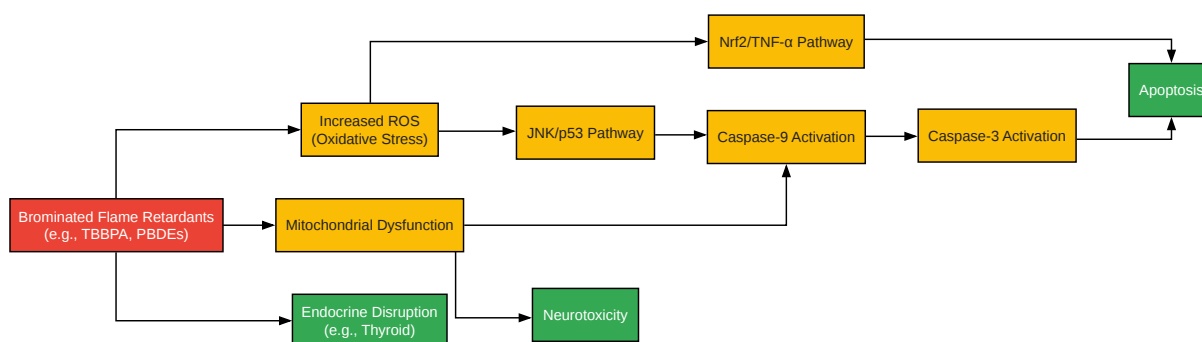 Nrf2/TNF-α Pathway
Apoptosis
Increased ROS
(Oxidative Stress)
JNK/p53 Pathway
Caspase-9 Activation
Caspase-3 Activation
Brominated Flame Retardants
(e.g., TBBPA, PBDEs)
Mitochondrial Dysfunction
Endocrine Disruption
(e.g., Thyroid)
Neurotoxicity